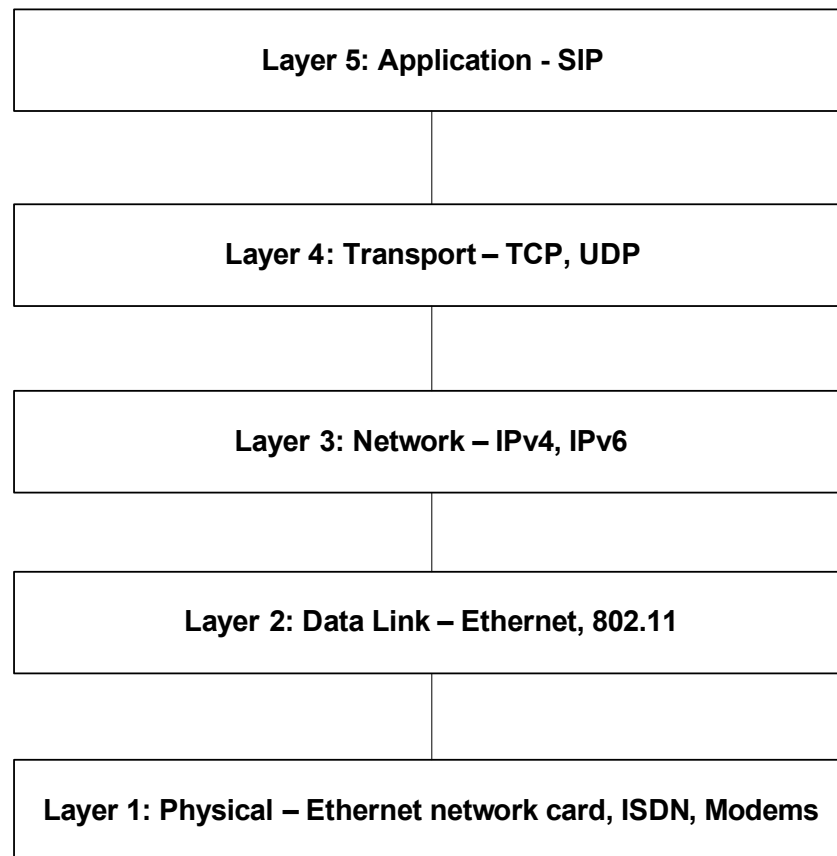 Layer 5: Application - SIP
Layer 4: Transport – TCP, UDP
Layer 3: Network – IPv4, IPv6
Layer 2: Data Link – Ethernet, 802.11
Layer 1: Physical – Ethernet network card, ISDN, Modems